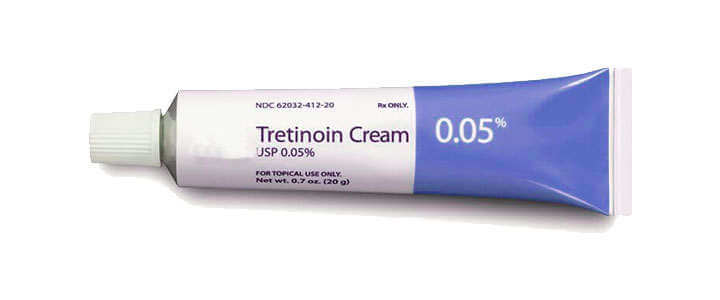 NDC 62032-412-20 Rx ONLY.
Tretinoin Cream 0.05%
USP 0.05%
FOR TOPICAL USE ONLY.
Net wt. 0.7 oz. (20 g)